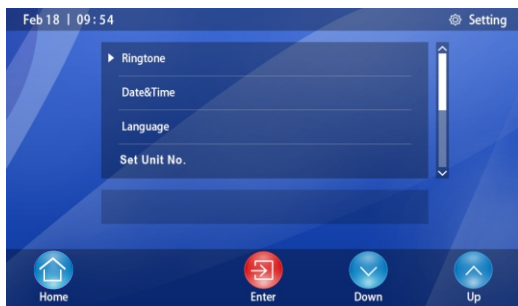 Feb 18 | 09:54 Setting
Ringtone
Date&Time
Language
Set Unit No.
Home Enter Down Up